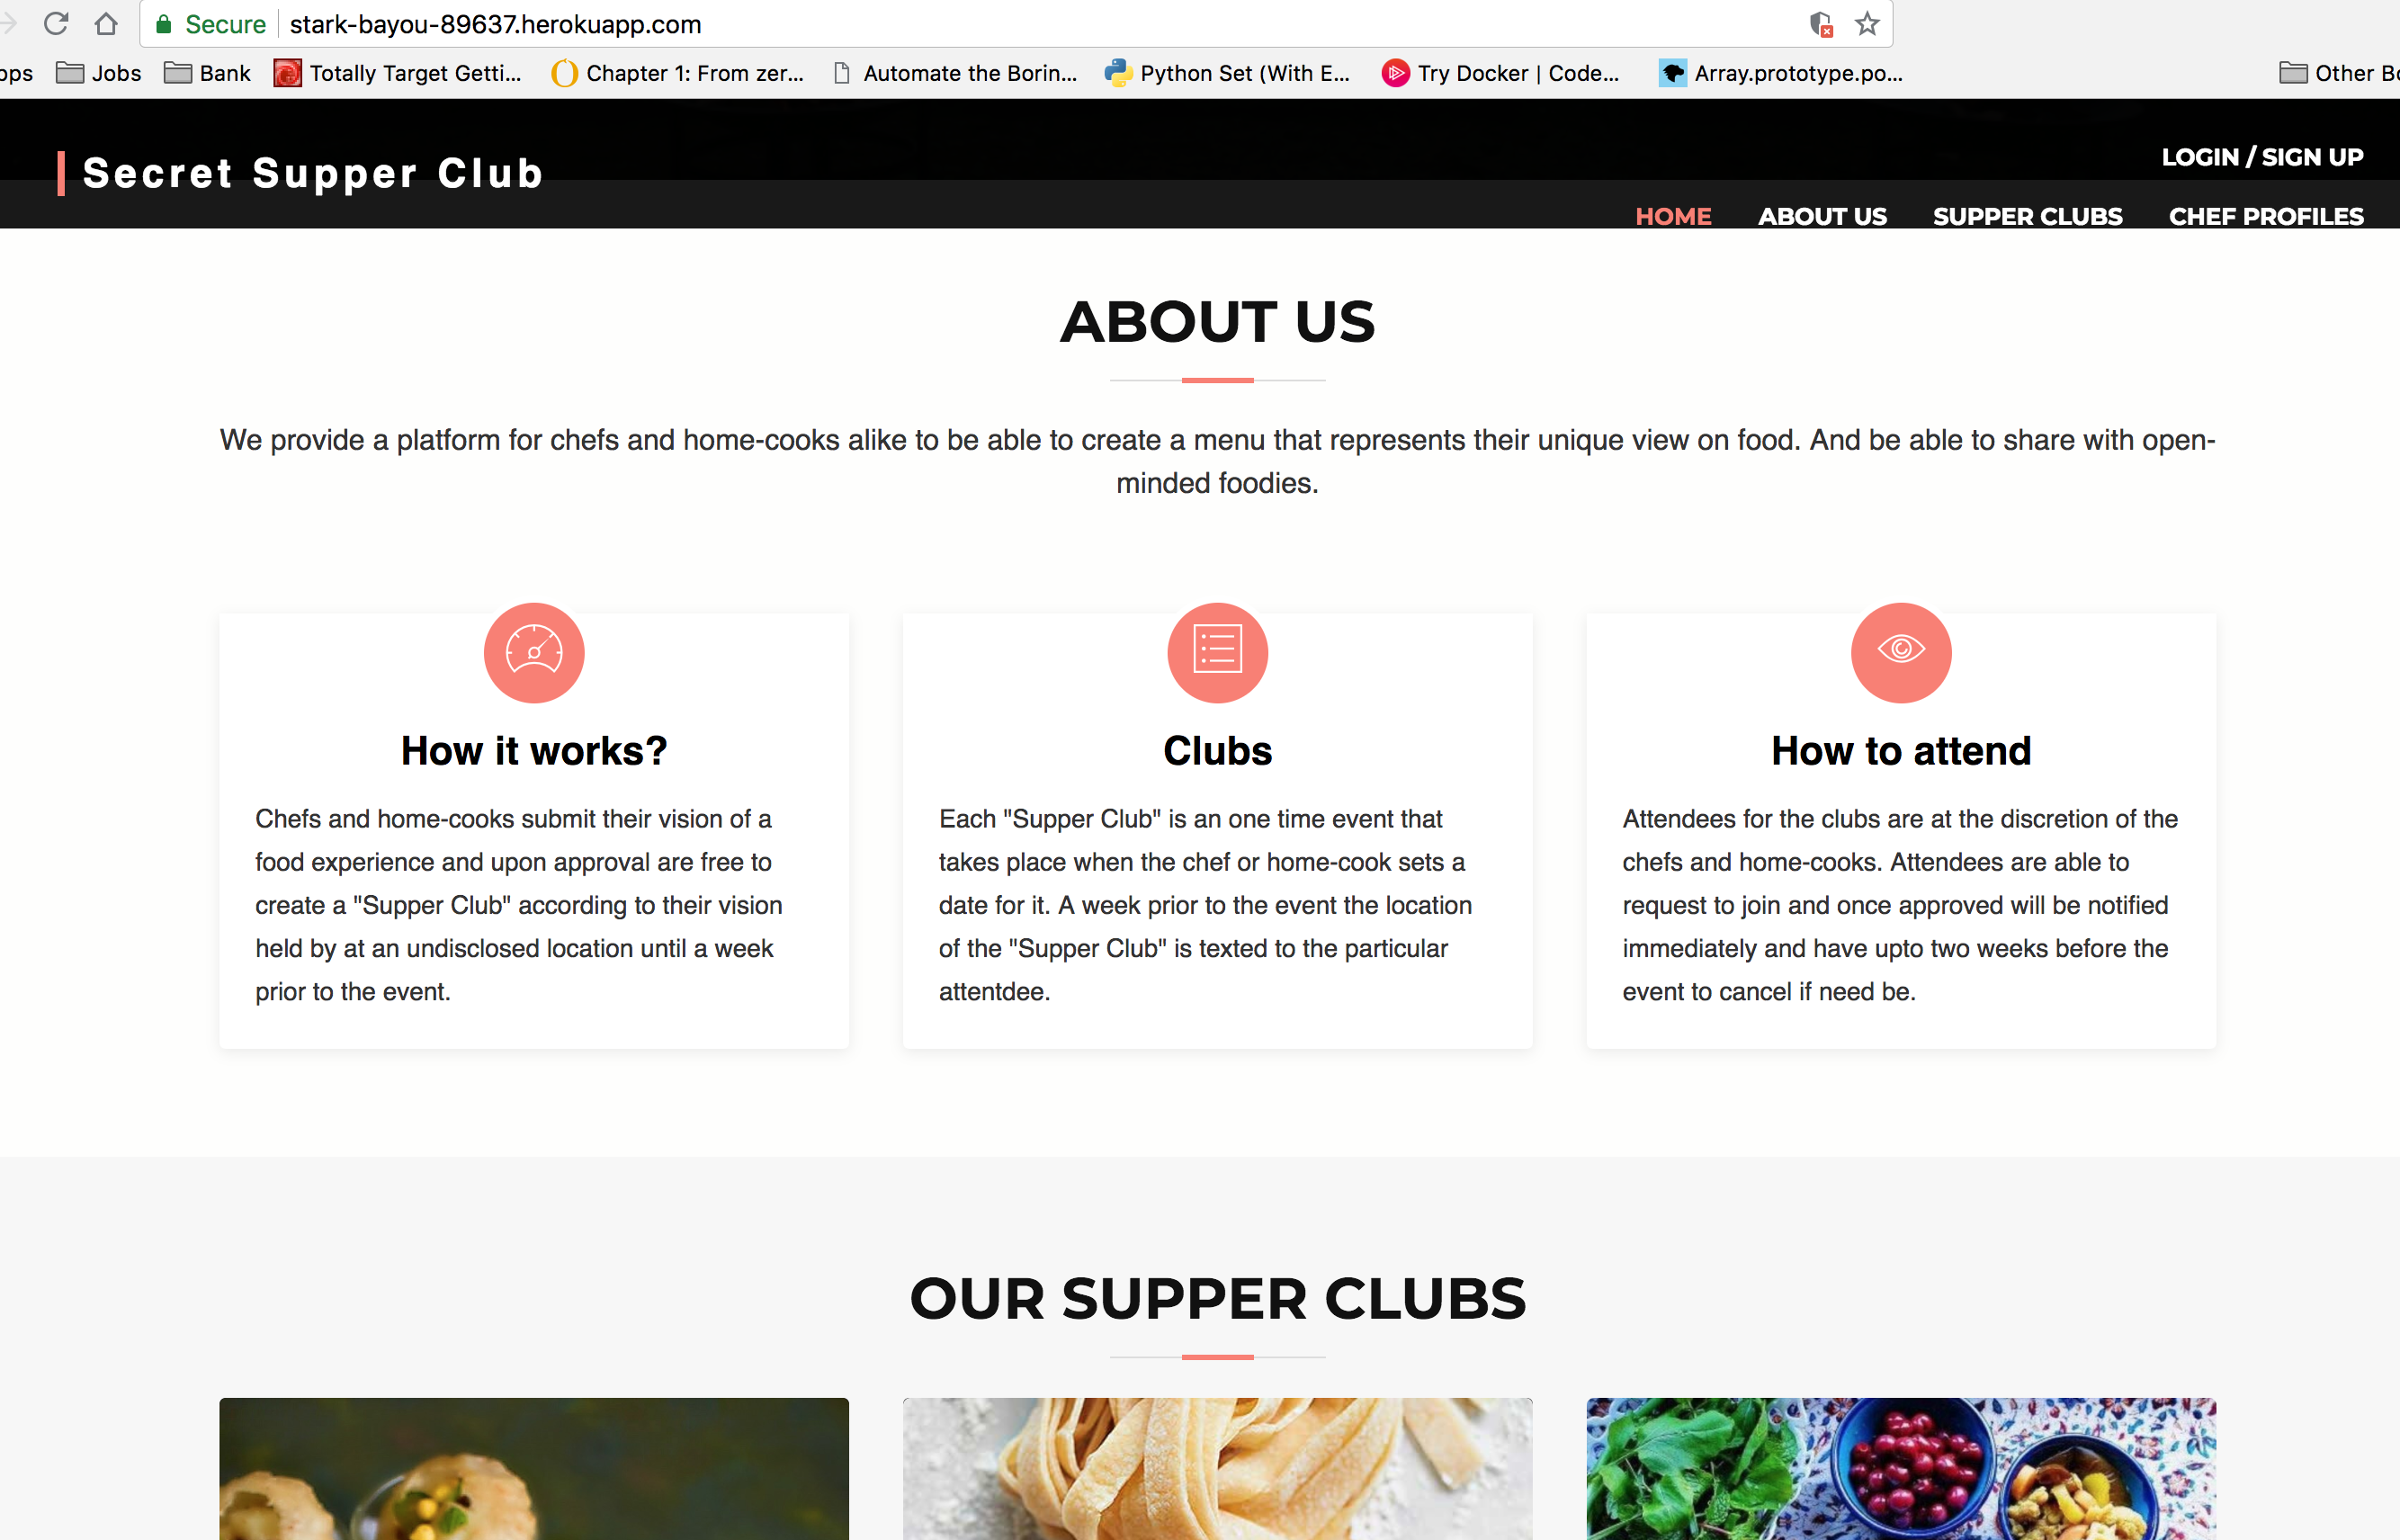 Secure stark-bayou-89637.herokuapp.com
Jobs Bank Totally Target Getti... Chapter 1: From zer... Automate the Borin... Python Set (With E... Try Docker | Code... Array.prototype.po... Other
Secret Supper Club
LOGIN / SIGN UP
HOME ABOUT US SUPPER CLUBS CHEF PROFILES
ABOUT US
We provide a platform for chefs and home-cooks alike to be able to create a menu that represents their unique view on food. And be able to share with open-
minded foodies.
How it works?
Chefs and home-cooks submit their vision of a
food experience and upon approval are free to
create a "Supper Club" according to their vision
held by at an undisclosed location until a week
prior to the event.
Clubs
Each "Supper Club" is an one time event that
takes place when the chef or home-cook sets a
date for it. A week prior to the event the location
of the "Supper Club" is texted to the particular
attentdee.
How to attend
Attendees for the clubs are at the discretion of the
chefs and home-cooks. Attendees are able to
request to join and once approved will be notified
immediately and have upto two weeks before the
event to cancel if need be.
OUR SUPPER CLUBS